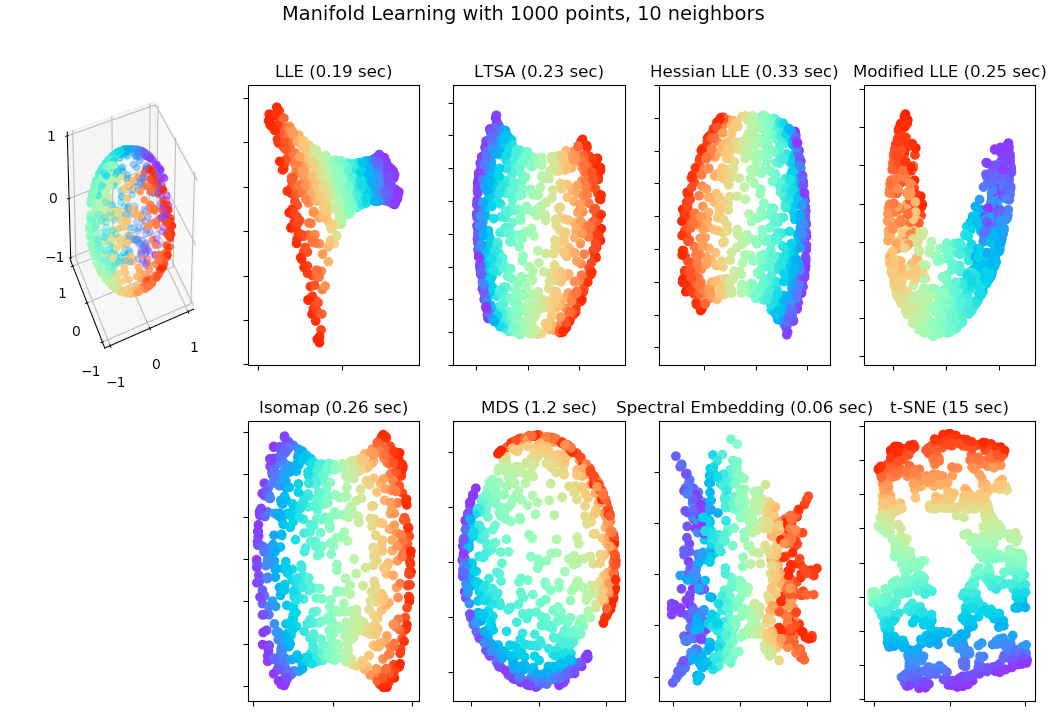 Manifold Learning with 1000 points, 10 neighbors
LLE (0.19 sec)
LTSA (0.23 sec)
Hessian LLE (0.33 sec)
Modified LLE (0.25 sec)
1
0
−1
1
0
−1
−1
0
1
Isomap (0.26 sec)
MDS (1.2 sec)
Spectral Embedding (0.06 sec)
t-SNE (15 sec)